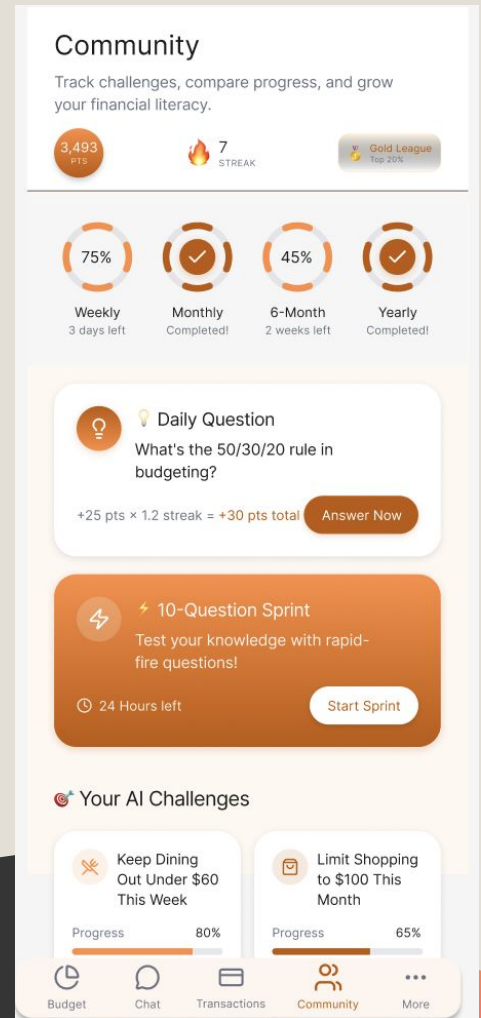 Community
Track challenges, compare progress, and grow
your financial literacy.
3,493
PTS
7
STREAK
Gold League
Top 20%
75%
45%
Weekly
Monthly
6-Month
Yearly
3 days left
Completed!
2 weeks left
Completed!
Daily Question
What's the 50/30/20 rule in
budgeting?
+25 pts × 1.2 streak = +30 pts total
Answer Now
10-Question Sprint
Test your knowledge with rapid-
fire questions!
24 Hours left
Start Sprint
Your AI Challenges
Keep Dining
Out Under $60
This Week
Progress 80%
Limit Shopping
to $100 This
Month
Progress 65%
Budget
Chat
Transactions
Community
More